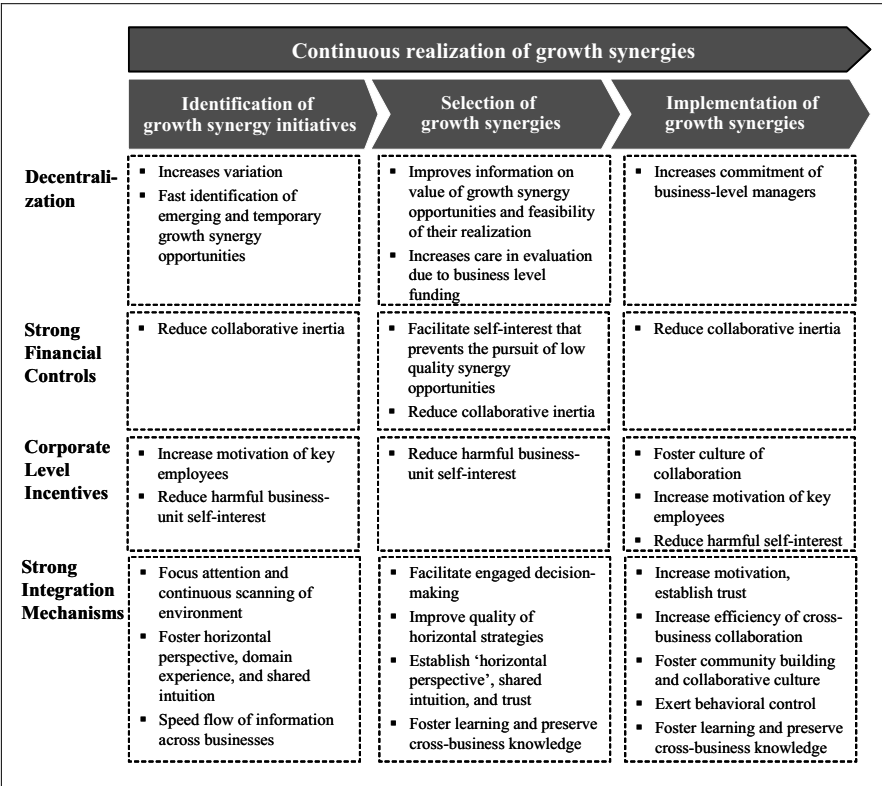 Continuous realization of growth synergies
Identification of
growth synergy initiatives
Selection of
growth synergies
Implementation of
growth synergies
Decentrali-
zation
▪ Increases variation
▪ Fast identification of
emerging and temporary
growth synergy
opportunities
▪ Improves information on
value of growth synergy
opportunities and feasibility
of their realization
▪ Increases care in evaluation
due to business level
funding
▪ Increases commitment of
business-level managers
Strong
Financial
Controls
▪ Reduce collaborative inertia
▪ Facilitate self-interest that
prevents the pursuit of low
quality synergy
opportunities
▪ Reduce collaborative inertia
▪ Reduce collaborative inertia
Corporate
Level
Incentives
▪ Increase motivation of key
employees
▪ Reduce harmful business-
unit self-interest
▪ Reduce harmful business-
unit self-interest
▪ Foster culture of
collaboration
▪ Increase motivation of key
employees
▪ Reduce harmful self-interest
Strong
Integration
Mechanisms
▪ Focus attention and
continuous scanning of
environment
▪ Foster horizontal
perspective, domain
experience, and shared
intuition
▪ Speed flow of information
across businesses
▪ Facilitate engaged decision-
making
▪ Improve quality of
horizontal strategies
▪ Establish ‘horizontal
perspective’, shared
intuition, and trust
▪ Foster learning and preserve
cross-business knowledge
▪ Increase motivation,
establish trust
▪ Increase efficiency of cross-
business collaboration
▪ Foster community building
and collaborative culture
▪ Exert behavioral control
▪ Foster learning and preserve
cross-business knowledge